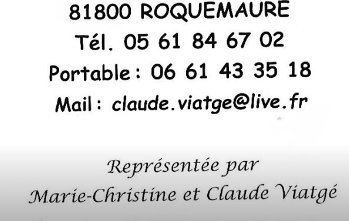 81800 ROQUEMAURE
Tél. 05 61 84 67 02
Portable : 06 61 43 35 18
Mail : claude.viatge@live.fr
Représentée par
Marie-Christine et Claude Viatgé